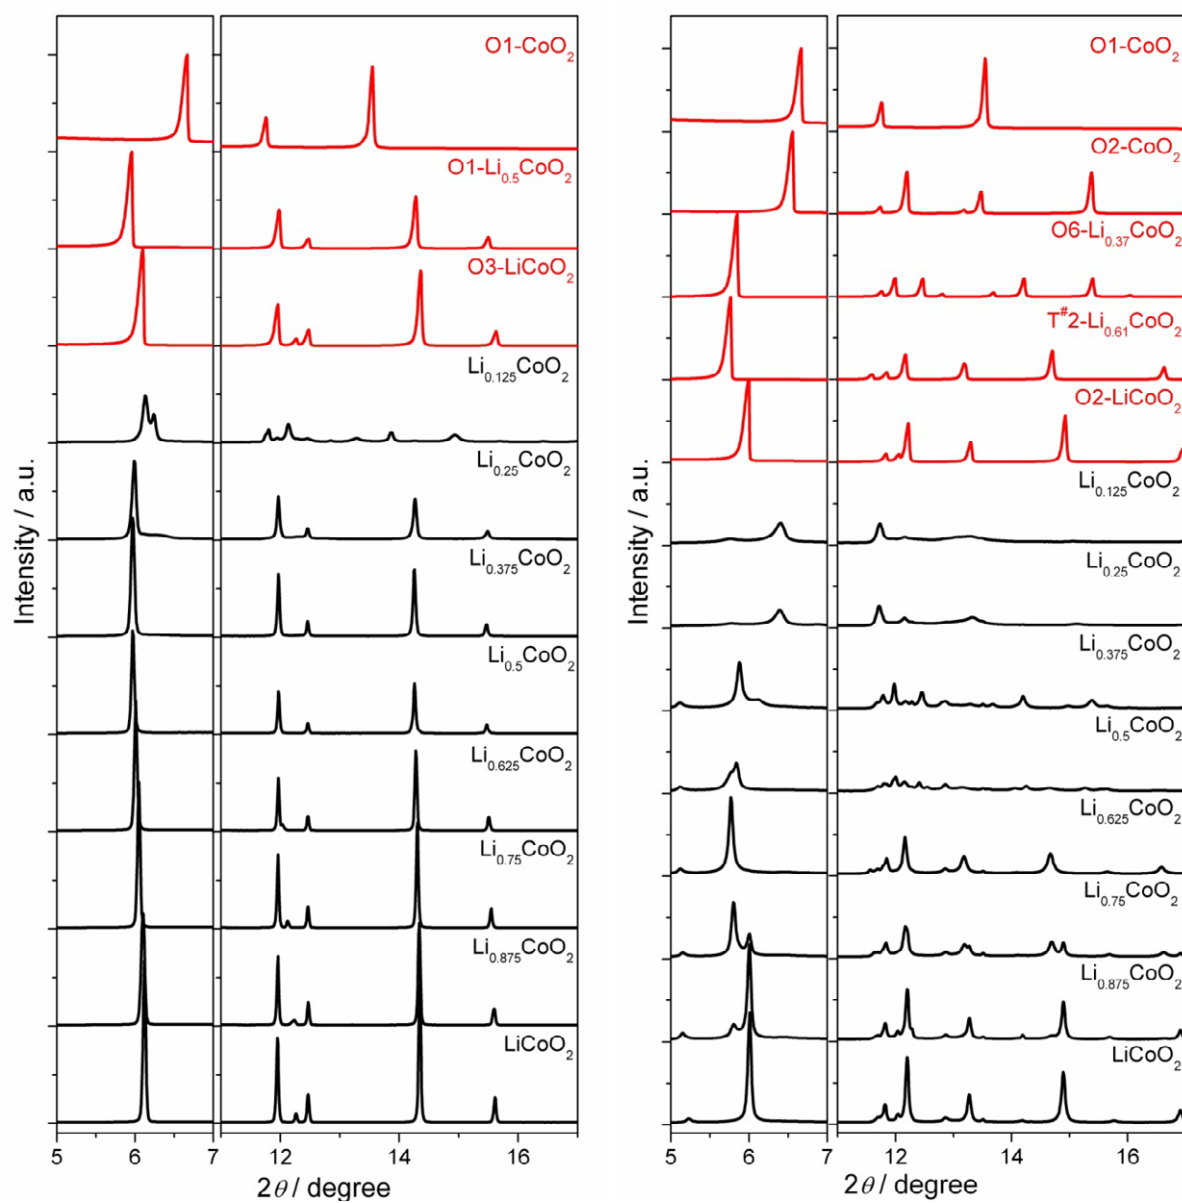 O1-CoO₂
O1-Li₀.₅CoO₂
O3-LiCoO₂
Li₀.₁₂₅CoO₂
Li₀.₂₅CoO₂
Li₀.₃₇₅CoO₂
Li₀.₅CoO₂
Li₀.₆₂₅CoO₂
Li₀.₇₅CoO₂
Li₀.₈₇₅CoO₂
LiCoO₂
Intensity / a.u.
5 6 7 12 14 16
2θ / degree
O1-CoO₂
O2-CoO₂
O6-Li₀.₃₇CoO₂
T#2-Li₀.₆₁CoO₂
O2-LiCoO₂
Li₀.₁₂₅CoO₂
Li₀.₂₅CoO₂
Li₀.₃₇₅CoO₂
Li₀.₅CoO₂
Li₀.₆₂₅CoO₂
Li₀.₇₅CoO₂
Li₀.₈₇₅CoO₂
LiCoO₂
Intensity / a.u.
5 6 7 12 14 16
2θ / degree